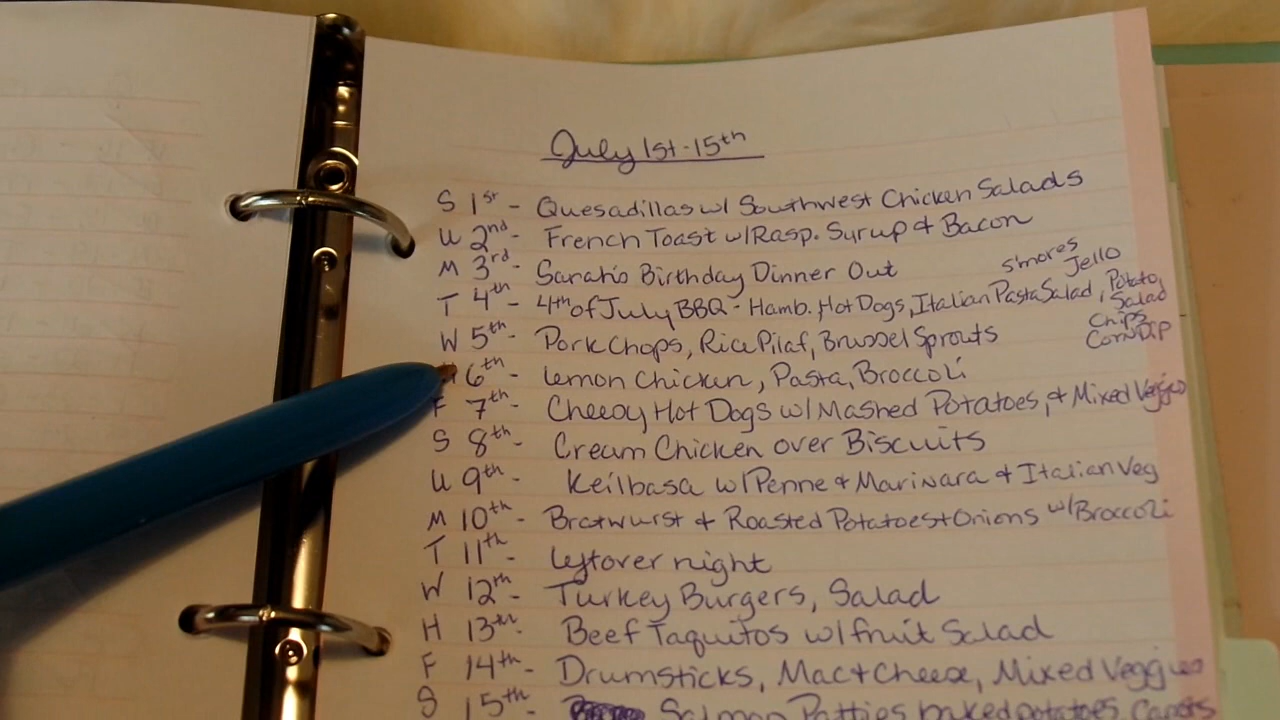 July 1st-15th
S 1st - Quesadillas w/ Southwest Chicken Salads
U 2nd - French Toast w/Rasp. Syrup & Bacon
M 3rd - Sarah's Birthday Dinner Out
s'mores
Jello
T 4th - 4th of July BBQ - Hamb., Hot Dogs, Italian Pasta Salad, Potato Salad
Chips
Corn Dip
W 5th - Pork Chops, Rice Pilaf, Brussel Sprouts
6th - Lemon Chicken, Pasta, Broccoli
F 7th - Cheesy Hot Dogs w/ Mashed Potatoes, & Mixed Veggies
S 8th - Cream Chicken over Biscuits
U 9th - Keilbasa w/Penne & Marinara & Italian Veg
M 10th - Bratwurst & Roasted Potatoes + Onions w/Broccoli
T 11th - Leftover night
W 12th - Turkey Burgers, Salad
H 13th - Beef Taquitos w/fruit Salad
F 14th - Drumsticks, Mac + Cheese, Mixed Veggies
S 15th - Salmon Patties baked potatoes Carrots